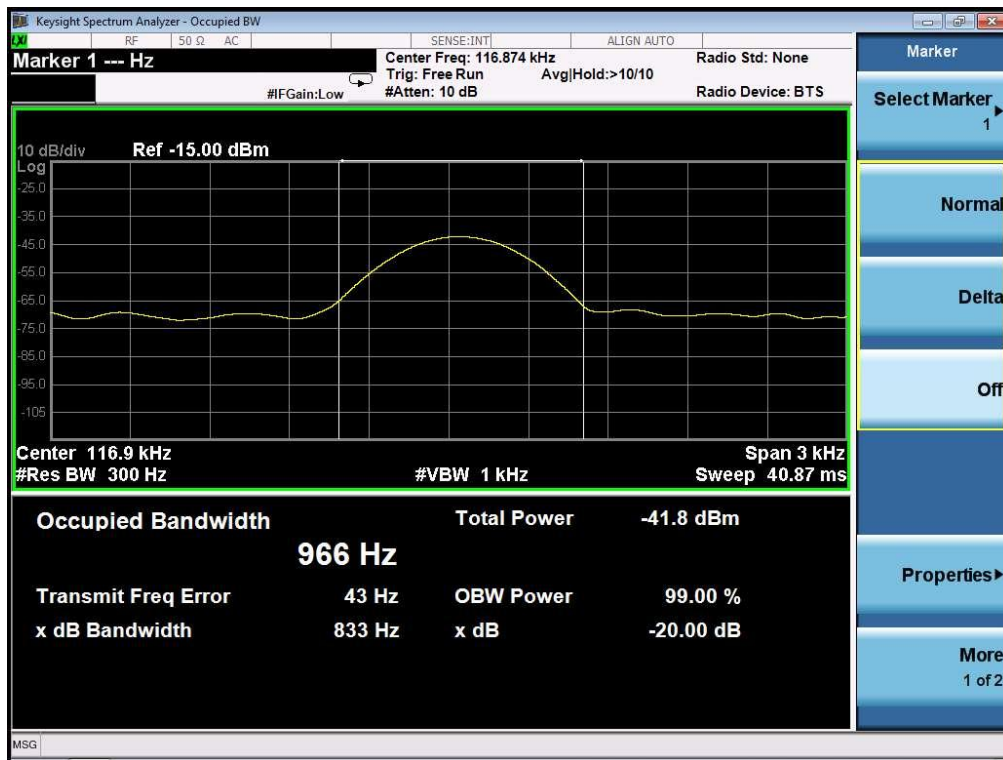 Keysight Spectrum Analyzer - Occupied BW
LXI RF 50 Ω AC SENSE:INT ALIGN AUTO
Marker 1 --- Hz
Center Freq: 116.874 kHz
Radio Std: None
Trig: Free Run Avg|Hold:>10/10
#IFGain:Low
#Atten: 10 dB
Radio Device: BTS
10 dB/div Ref -15.00 dBm
Log
-25.0
-35.0
-45.0
-55.0
-65.0
-75.0
-85.0
-95.0
-105
Center 116.9 kHz Span 3 kHz
#Res BW 300 Hz #VBW 1 kHz Sweep 40.87 ms
Occupied Bandwidth Total Power -41.8 dBm
966 Hz
Transmit Freq Error 43 Hz OBW Power 99.00 %
x dB Bandwidth 833 Hz x dB -20.00 dB
MSG
Marker
Select Marker
1
Normal
Delta
Off
Properties
More
1 of 2